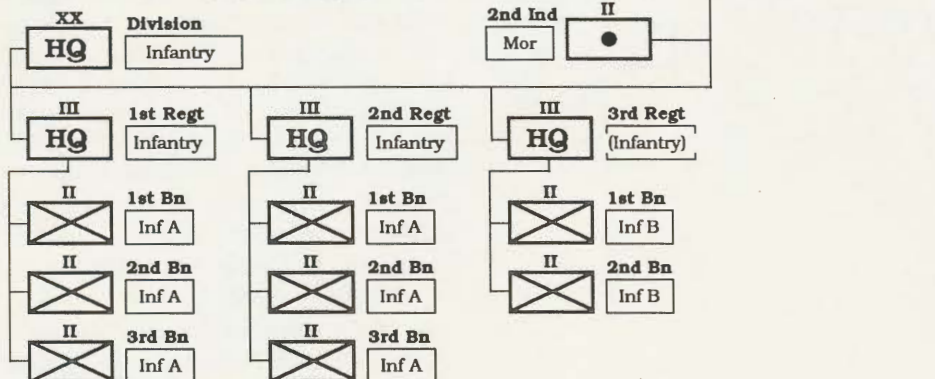 XX
Division
HQ
Infantry
2nd Ind
II
Mor
III
1st Regt
HQ
Infantry
III
2nd Regt
HQ
Infantry
III
3rd Regt
HQ
(Infantry)
II
1st Bn
Inf A
II
1st Bn
Inf A
II
1st Bn
Inf B
II
2nd Bn
Inf A
II
2nd Bn
Inf A
II
2nd Bn
Inf B
II
3rd Bn
Inf A
II
3rd Bn
Inf A